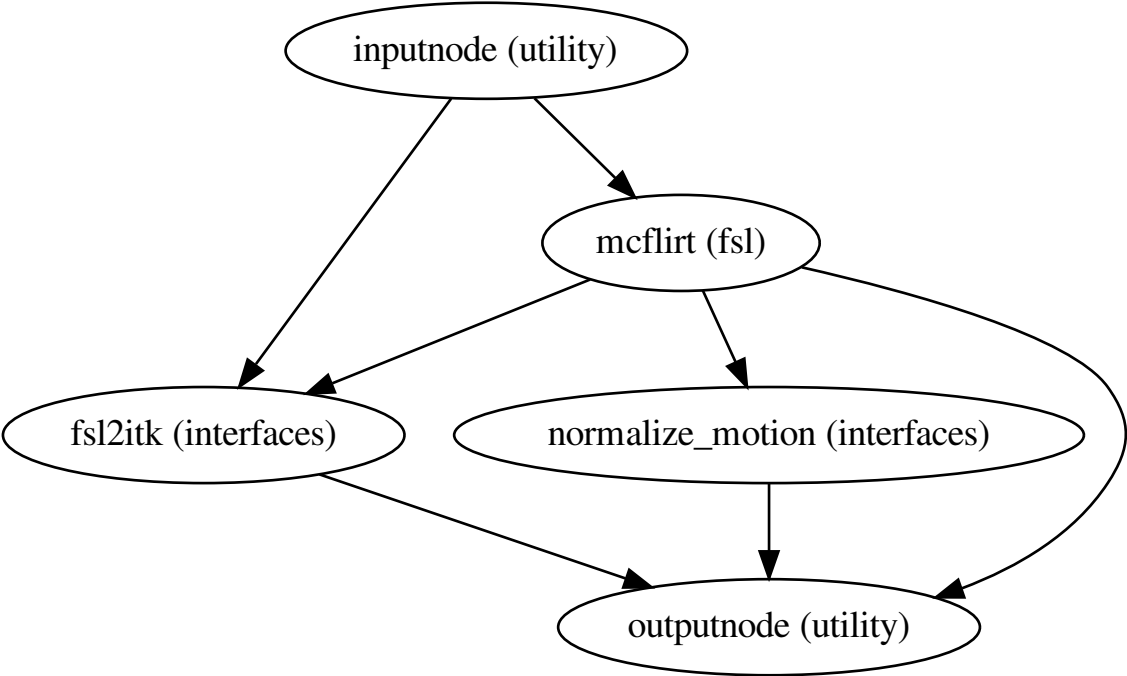 inputnode (utility)
mcflirt (fsl)
fsl2itk (interfaces)
normalize_motion (interfaces)
outputnode (utility)